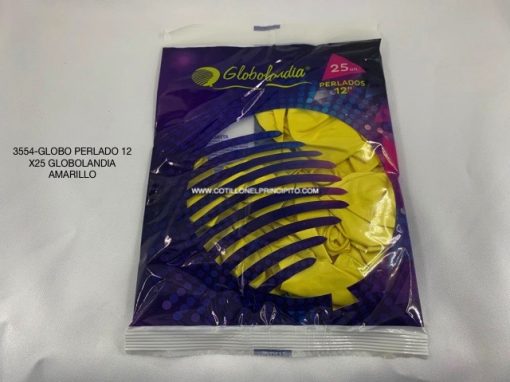 Globolandia
25 un.
PERLADOS
12"
3554-GLOBO PERLADO 12
X25 GLOBOLANDIA
AMARILLO
WWW.COTILLONELPRINCIPITO.COM